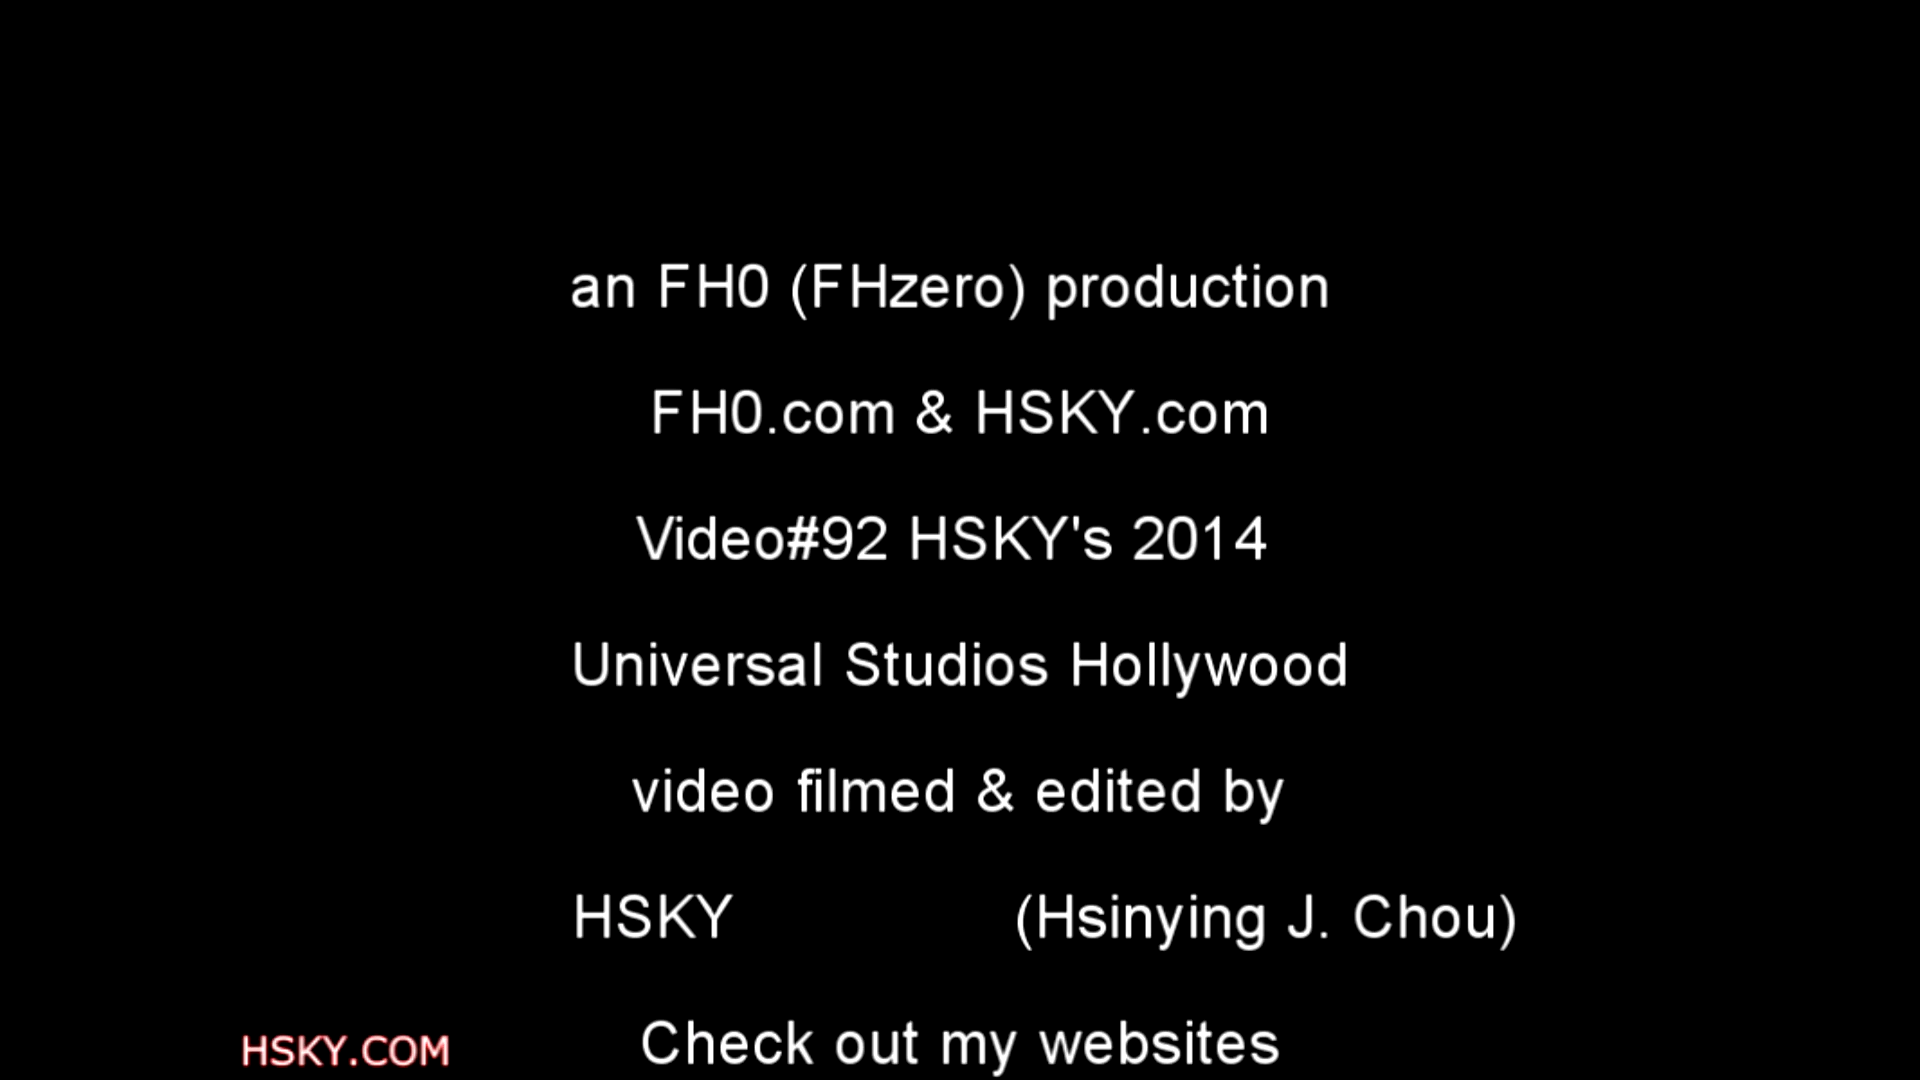 an FH0 (FHzero) production
FH0.com & HSKY.com
Video#92 HSKY's 2014
Universal Studios Hollywood
video filmed & edited by
HSKY (Hsinying J. Chou)
Check out my websites
HSKY.COM